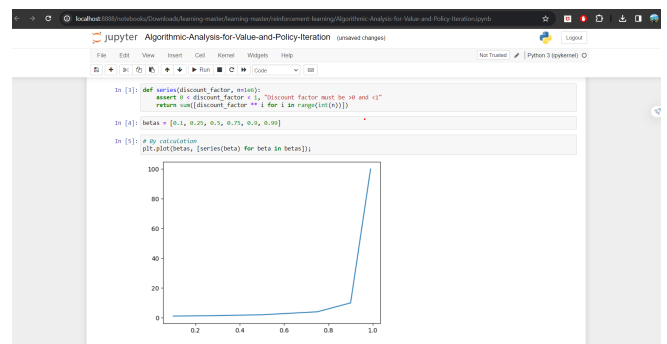 localhost:8888/notebooks/Downloads/learning-master/learning-master/reinforcement-learning/Algorithmic-Analysis-for-Value-and-Policy-Iteration.ipynb
jupyter Algorithmic-Analysis-for-Value-and-Policy-Iteration (unsaved changes)
Logout
File Edit View Insert Cell Kernel Widgets Help
Not Trusted
Python 3 (ipykernel)
Run
Code
In [3]: def series(discount_factor, n=1e6):
assert 0 < discount_factor < 1, "Discount factor must be >0 and <1"
return sum([discount_factor ** i for i in range(int(n))])
In [4]: betas = [0.1, 0.25, 0.5, 0.75, 0.9, 0.99]
In [5]: # By calculation
plt.plot(betas, [series(beta) for beta in betas]);
100
80
60
40
20
0
0.2 0.4 0.6 0.8 1.0